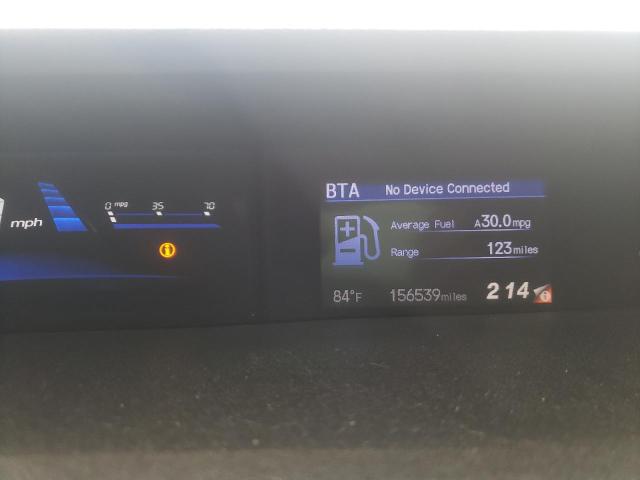 BTA No Device Connected
0 mpg 35 70
mph
Average Fuel A30.0mpg
Range 123miles
84°F 156539miles 2 14